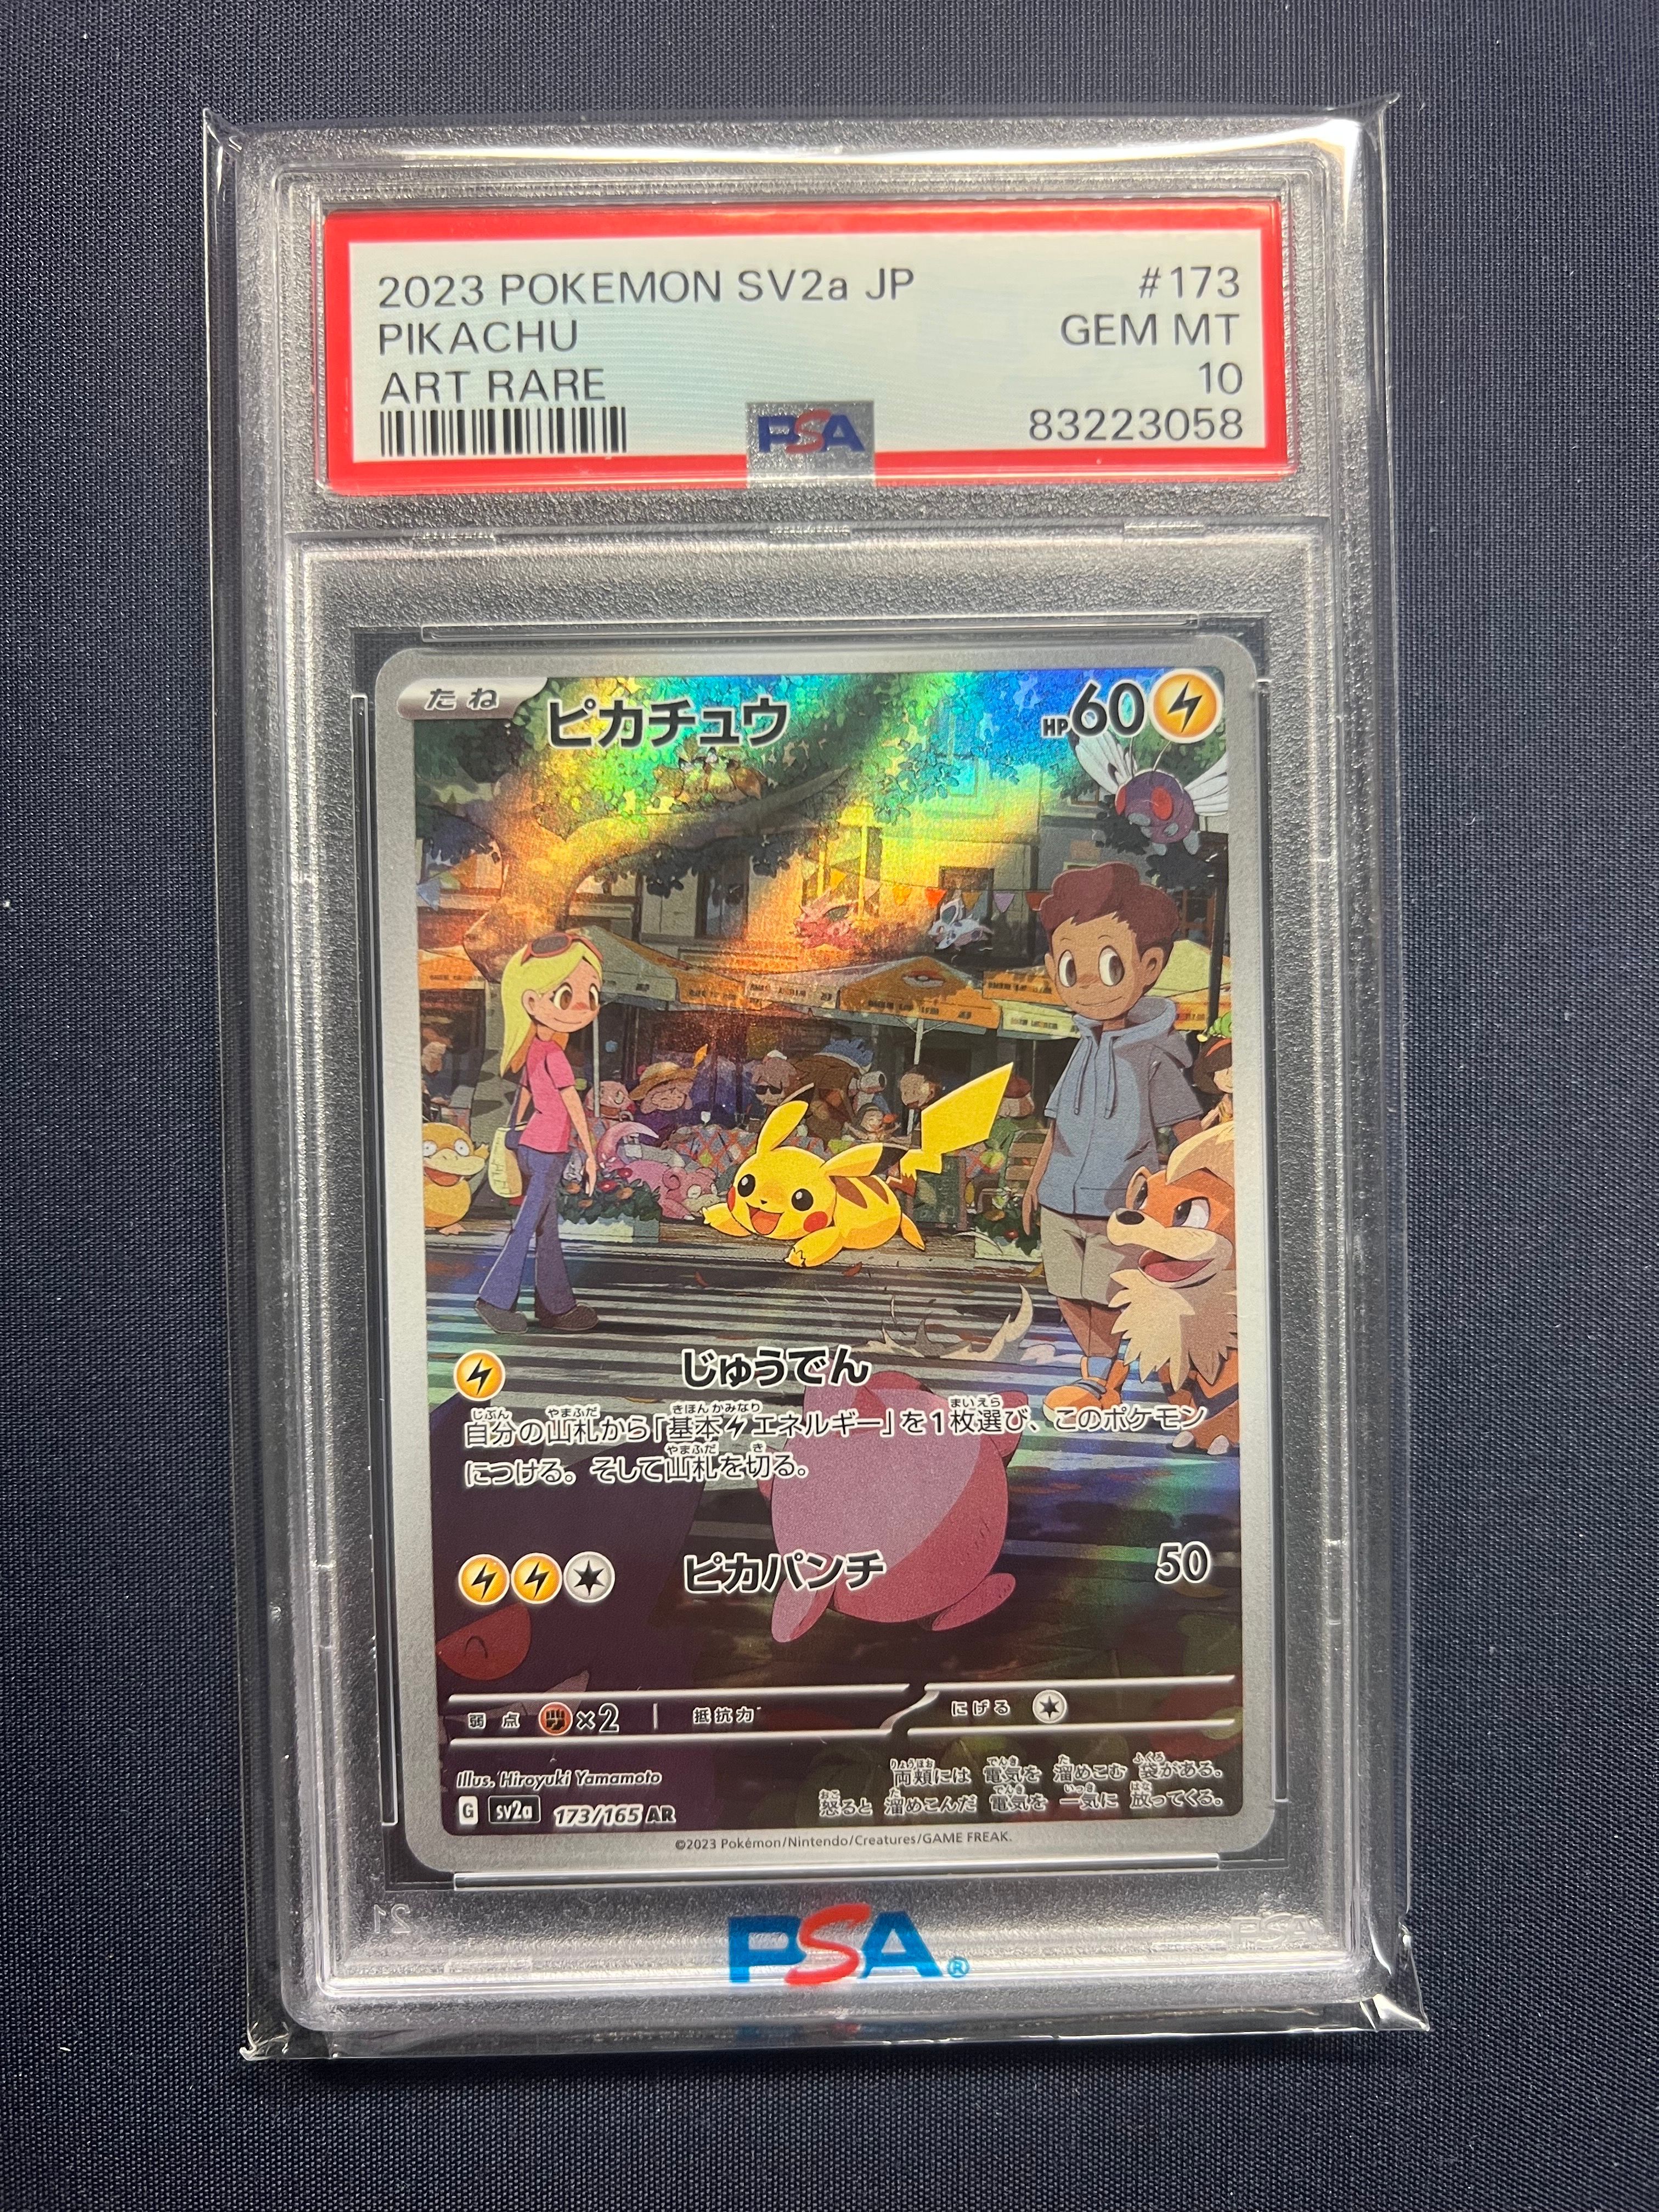 2023 POKEMON SV2a JP #173
PIKACHU GEM MT
ART RARE 10
PSA 83223058
たね ピカチュウ HP60
じゅうでん
自分の山札から「基本エネルギー」を1枚選び、このポケモン
につける。そして山札を切る。
ピカパンチ 50
弱点 ×2 抵抗力 にげる
Illus. Hiroyuki Yamamoto
両頬には 電気を 溜めこむ 袋がある。
怒ると 溜めこんだ 電気を 一気に 放ってくる。
G sv2a 173/165 AR
©2023 Pokémon/Nintendo/Creatures/GAME FREAK.
PSA®